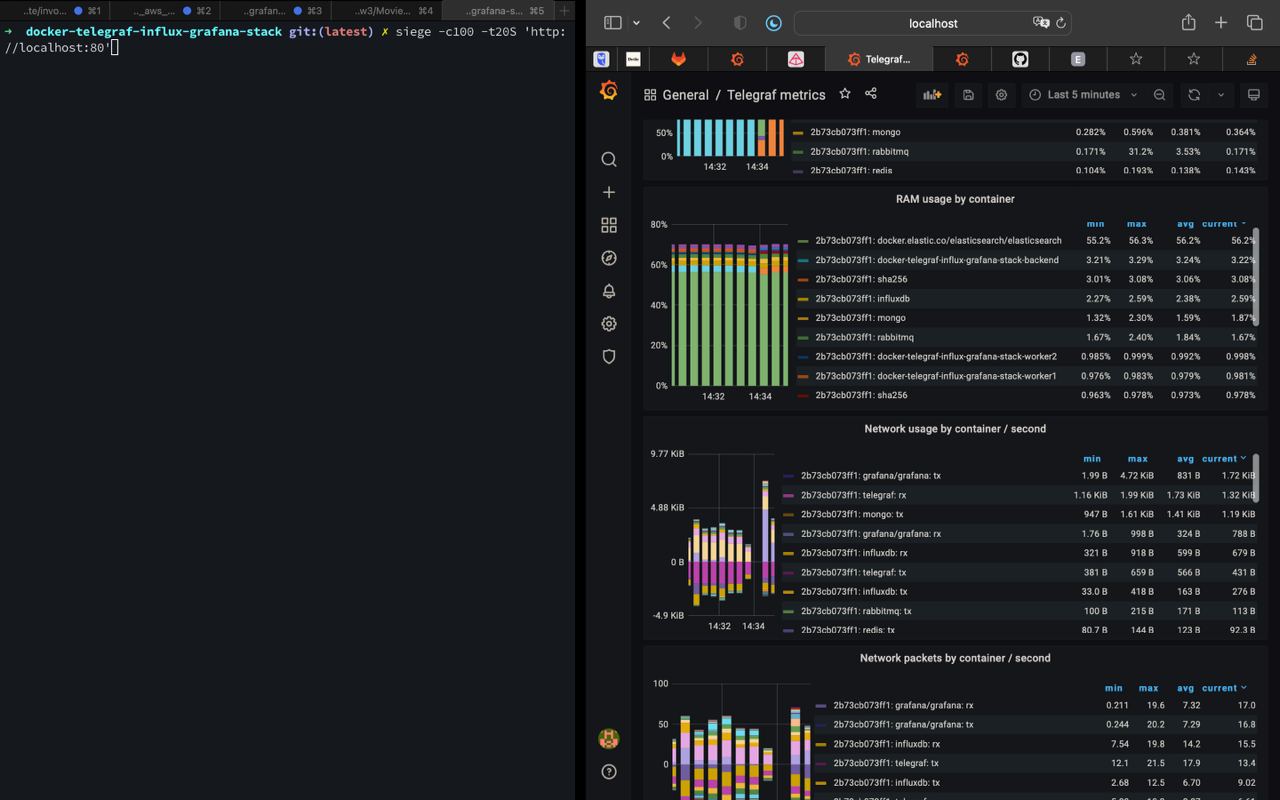 ..te/invo... ⌘1
.._aws_... ⌘2
..grafan... ⌘3
..w3/Movie... ⌘4
..grafana-s... ⌘5
→ docker-telegraf-influx-grafana-stack git:(latest) ✗ siege -c100 -t20S 'http:
//localhost:80'
localhost
Telegraf...
E
General / Telegraf metrics
Last 5 minutes
50%
0%
14:32 14:34
2b73cb073ff1: mongo 0.282% 0.596% 0.381% 0.364%
2b73cb073ff1: rabbitmq 0.171% 31.2% 3.53% 0.171%
2b73cb073ff1: redis 0.104% 0.193% 0.138% 0.143%
RAM usage by container
80%
60%
40%
20%
0%
14:32 14:34
min max avg current
2b73cb073ff1: docker.elastic.co/elasticsearch/elasticsearch 55.2% 56.3% 56.2% 56.2%
2b73cb073ff1: docker-telegraf-influx-grafana-stack-backend 3.21% 3.29% 3.24% 3.22%
2b73cb073ff1: sha256 3.01% 3.08% 3.06% 3.08%
2b73cb073ff1: influxdb 2.27% 2.59% 2.38% 2.59%
2b73cb073ff1: mongo 1.32% 2.30% 1.59% 1.87%
2b73cb073ff1: rabbitmq 1.67% 2.40% 1.84% 1.67%
2b73cb073ff1: docker-telegraf-influx-grafana-stack-worker2 0.985% 0.999% 0.992% 0.998%
2b73cb073ff1: docker-telegraf-influx-grafana-stack-worker1 0.976% 0.983% 0.979% 0.981%
2b73cb073ff1: sha256 0.963% 0.978% 0.973% 0.978%
Network usage by container / second
9.77 KiB
4.88 KiB
0 B
-4.9 KiB
14:32 14:34
min max avg current
2b73cb073ff1: grafana/grafana: tx 1.99 B 4.72 KiB 831 B 1.72 KiB
2b73cb073ff1: telegraf: rx 1.16 KiB 1.99 KiB 1.73 KiB 1.32 KiB
2b73cb073ff1: mongo: tx 947 B 1.61 KiB 1.41 KiB 1.19 KiB
2b73cb073ff1: grafana/grafana: rx 1.76 B 998 B 324 B 788 B
2b73cb073ff1: influxdb: rx 321 B 918 B 599 B 679 B
2b73cb073ff1: telegraf: tx 381 B 659 B 566 B 431 B
2b73cb073ff1: influxdb: tx 33.0 B 418 B 163 B 276 B
2b73cb073ff1: rabbitmq: tx 100 B 215 B 171 B 113 B
2b73cb073ff1: redis: tx 80.7 B 144 B 123 B 92.3 B
Network packets by container / second
100
50
0
min max avg current
2b73cb073ff1: grafana/grafana: rx 0.211 19.6 7.32 17.0
2b73cb073ff1: grafana/grafana: tx 0.244 20.2 7.29 16.8
2b73cb073ff1: influxdb: rx 7.54 19.8 14.2 15.5
2b73cb073ff1: telegraf: tx 12.1 21.5 17.9 13.4
2b73cb073ff1: influxdb: tx 2.68 12.5 6.70 9.02